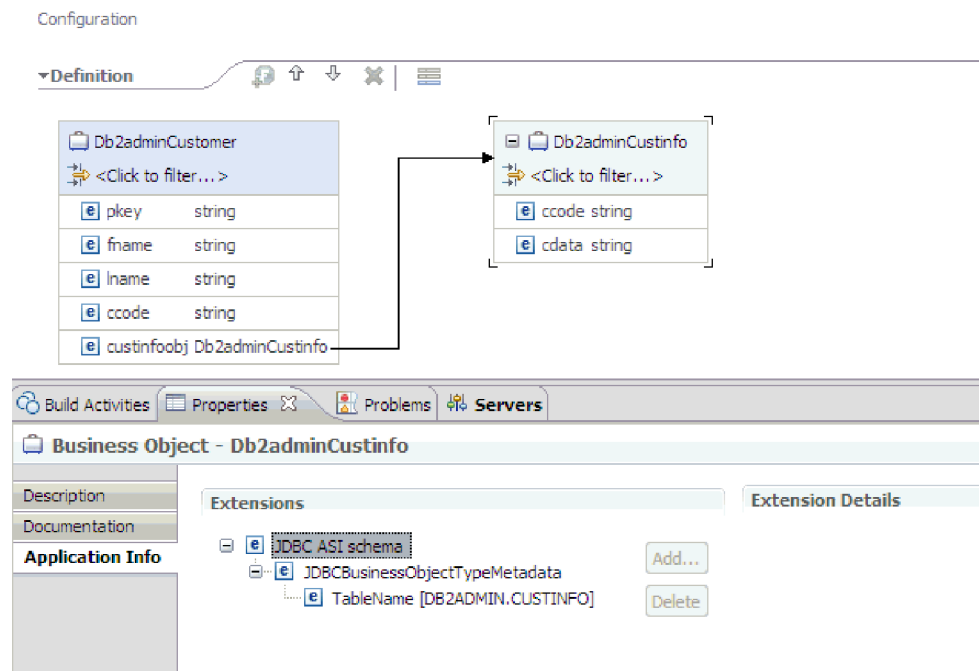 Configuration
Definition
Db2adminCustomer
<Click to filter...>
pkey string
fname string
lname string
ccode string
custinfoobj Db2adminCustinfo
Db2adminCustinfo
<Click to filter...>
ccode string
cdata string
Build Activities Properties Problems Servers
Business Object - Db2adminCustinfo
Description
Documentation
Application Info
Extensions
JDBC ASI schema
JDBCBusinessObjectTypeMetadata
TableName [DB2ADMIN.CUSTINFO]
Add...
Delete
Extension Details